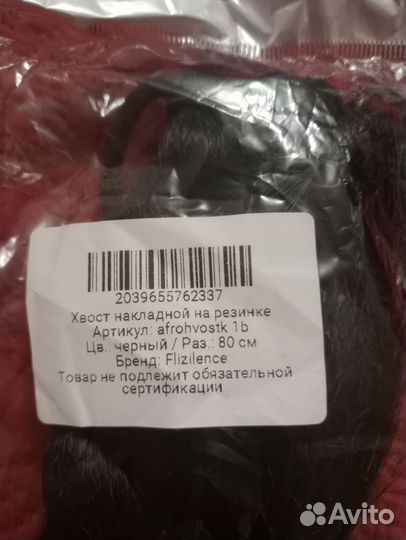 2039655762337
Хвост накладной на резинке
Артикул: afrohvostk 1b
Цв.: черный / Раз.: 80 см
Бренд: Flizilence
Товар не подлежит обязательной
сертификации
Avito